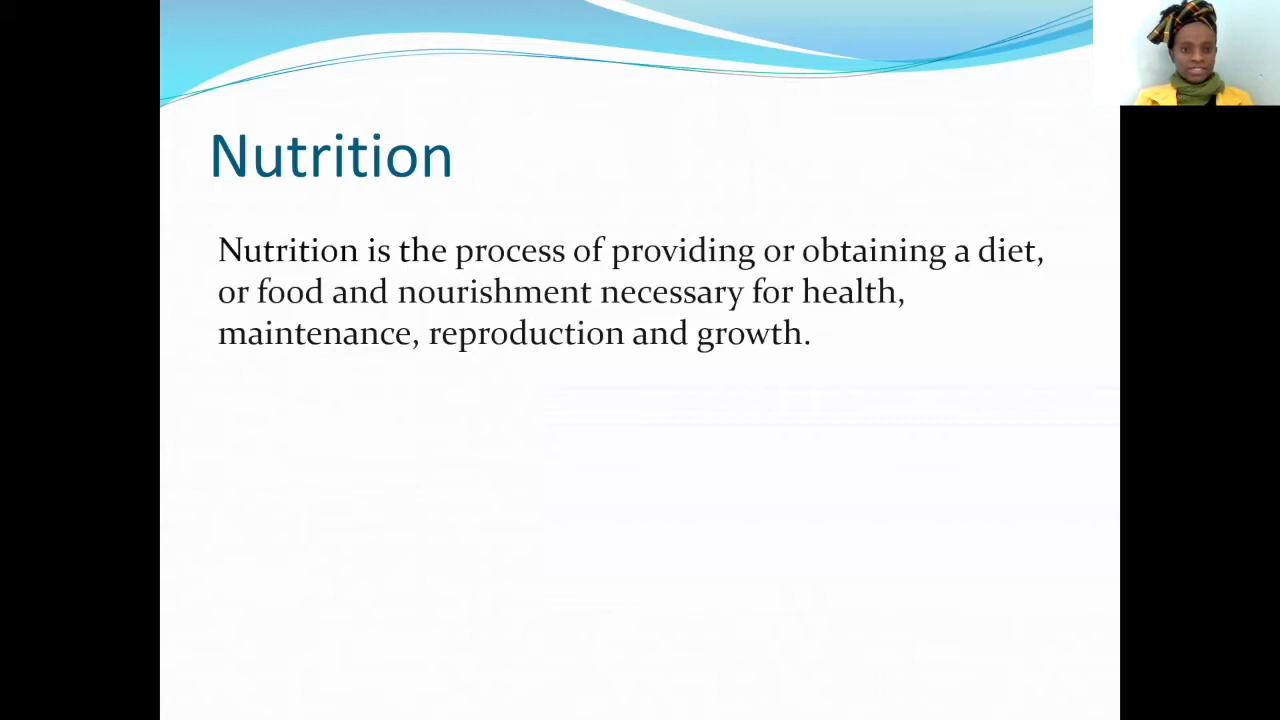 Nutrition
Nutrition is the process of providing or obtaining a diet,
or food and nourishment necessary for health,
maintenance, reproduction and growth.